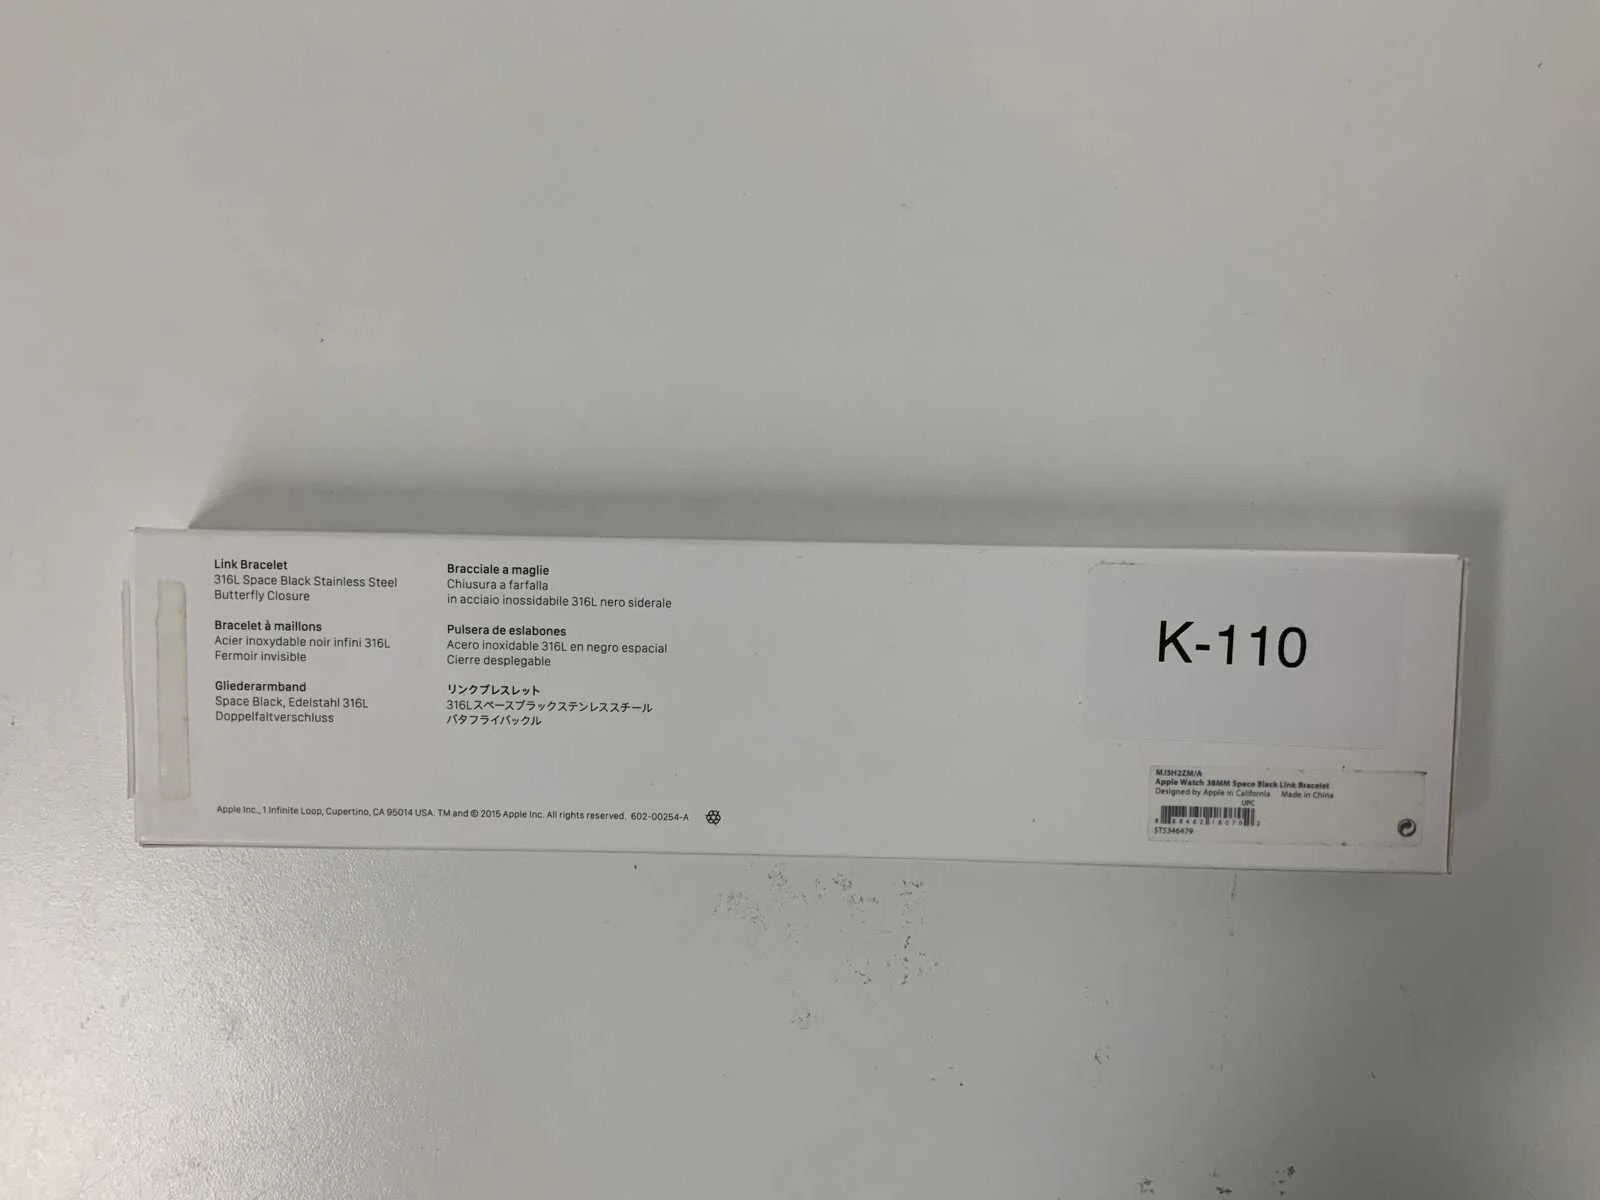 Link Bracelet
316L Space Black Stainless Steel
Butterfly Closure
Bracelet à maillons
Acier inoxydable noir infini 316L
Fermoir invisible
Gliederarmband
Space Black, Edelstahl 316L
Doppelfaltverschluss
Bracciale a maglie
Chiusura a farfalla
in acciaio inossidabile 316L nero siderale
Pulsera de eslabones
Acero inoxidable 316L en negro espacial
Cierre desplegable
リンクブレスレット
316Lスペースブラックステンレススチール
バタフライバックル
Apple Inc., 1 Infinite Loop, Cupertino, CA 95014 USA. TM and © 2015 Apple Inc. All rights reserved. 602-00254-A
K-110
MJ5H2ZM/A
Apple Watch 38MM Space Black Link Bracelet
Designed by Apple in California Made in China
UPC
ST5346479